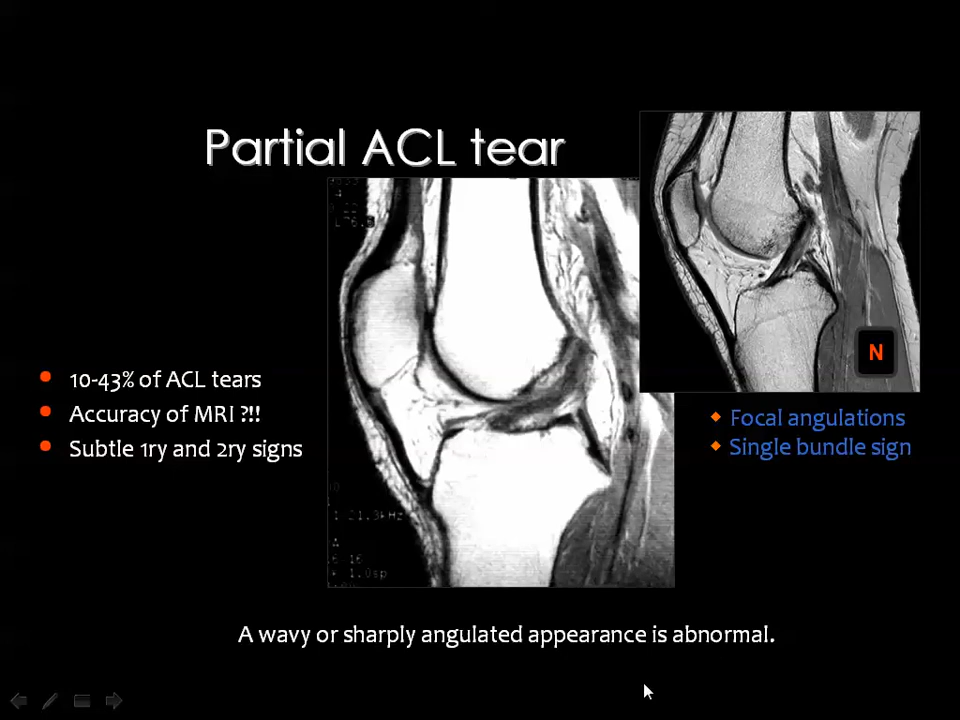 Partial ACL tear
N
10-43% of ACL tears
Accuracy of MRI ?!!
Subtle 1ry and 2ry signs
Focal angulations
Single bundle sign
A wavy or sharply angulated appearance is abnormal.